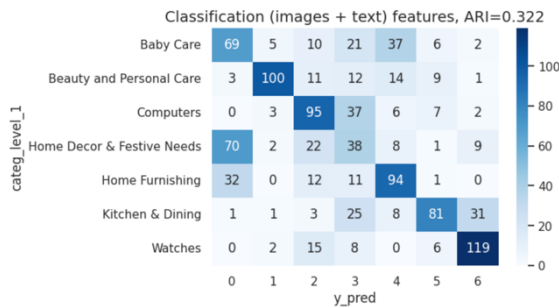 Classification (images + text) features, ARI=0.322
categ_level_1
Baby Care 69 5 10 21 37 6 2
Beauty and Personal Care 3 100 11 12 14 9 1
Computers 0 3 95 37 6 7 2
Home Decor & Festive Needs 70 2 22 38 8 1 9
Home Furnishing 32 0 12 11 94 1 0
Kitchen & Dining 1 1 3 25 8 81 31
Watches 0 2 15 8 0 6 119
0 1 2 3 4 5 6
y_pred
100
80
60
40
20
0